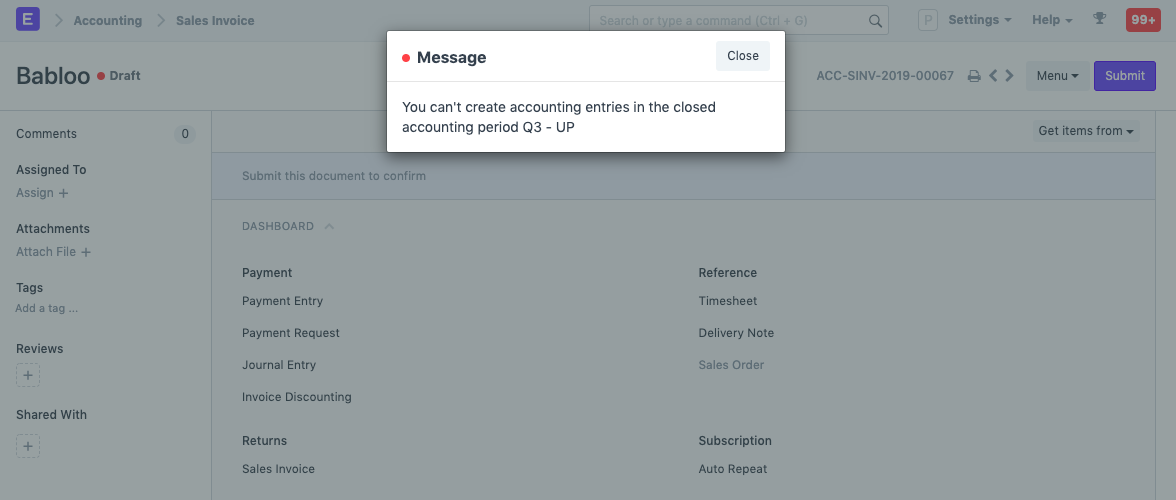 E Accounting Sales Invoice Search or type a command (Ctrl + G) P Settings Help 99+
Message Close
You can't create accounting entries in the closed
accounting period Q3 - UP
Babloo Draft ACC-SINV-2019-00067 Menu Submit
Comments 0
Get items from
Assigned To
Assign +
Attachments
Attach File +
Tags
Add a tag ...
Reviews
+
Shared With
+
Submit this document to confirm
DASHBOARD
Payment
Payment Entry
Payment Request
Journal Entry
Invoice Discounting
Reference
Timesheet
Delivery Note
Sales Order
Returns
Sales Invoice
Subscription
Auto Repeat